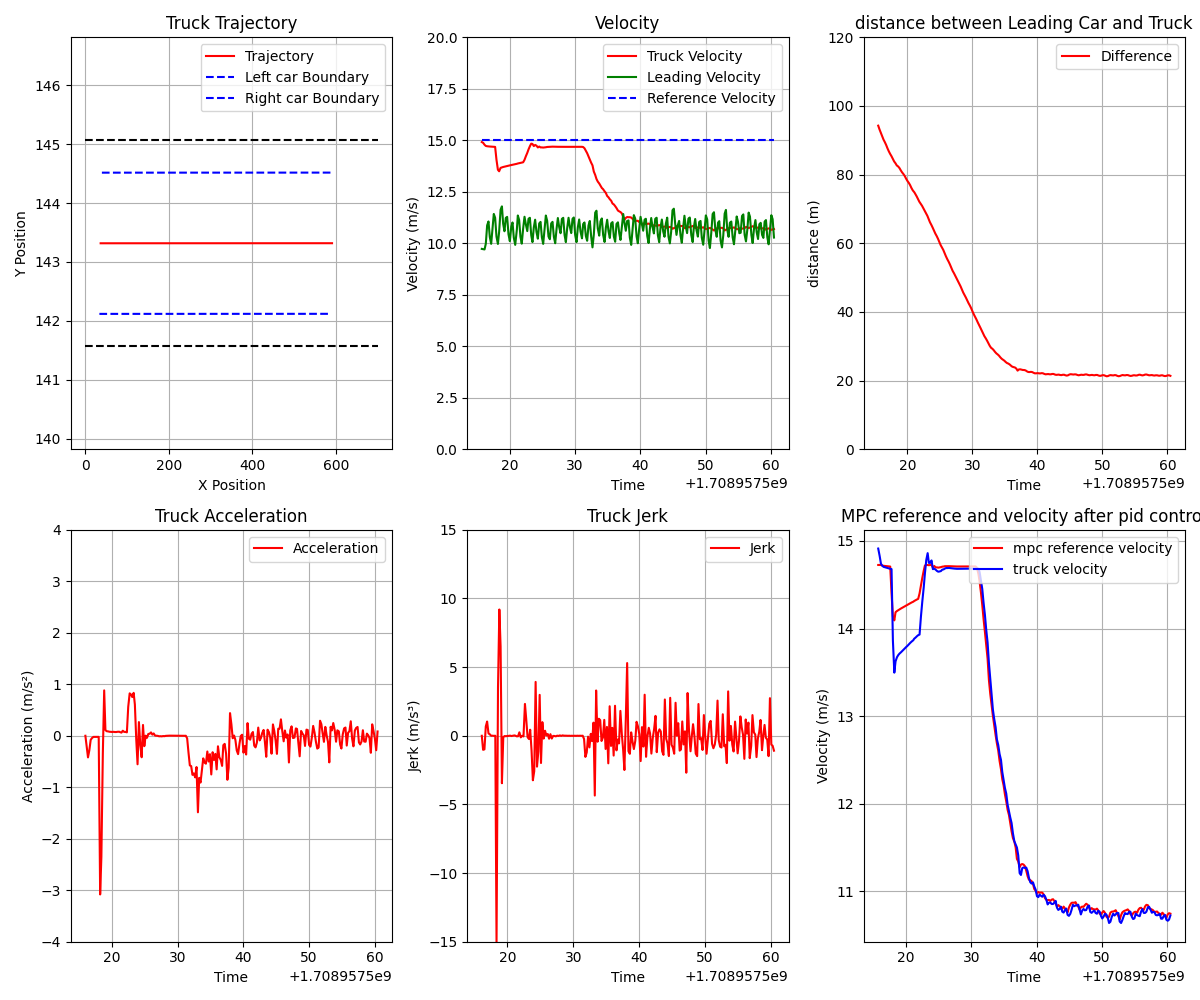 Truck Trajectory
Trajectory
Left car Boundary
Right car Boundary
146
145
144
143
142
141
140
Y Position
0 200 400 600
X Position
Velocity
Truck Velocity
Leading Velocity
Reference Velocity
20.0
17.5
15.0
12.5
10.0
7.5
5.0
2.5
0.0
Velocity (m/s)
20 30 40 50 60
Time +1.7089575e9
distance between Leading Car and Truck
Difference
120
100
80
60
40
20
0
distance (m)
20 30 40 50 60
Time +1.7089575e9
Truck Acceleration
Acceleration
4
3
2
1
0
−1
−2
−3
−4
Acceleration (m/s²)
20 30 40 50 60
Time +1.7089575e9
Truck Jerk
Jerk
15
10
5
0
−5
−10
−15
Jerk (m/s³)
20 30 40 50 60
Time +1.7089575e9
MPC reference and velocity after pid contro
mpc reference velocity
truck velocity
15
14
13
12
11
Velocity (m/s)
20 30 40 50 60
Time +1.7089575e9